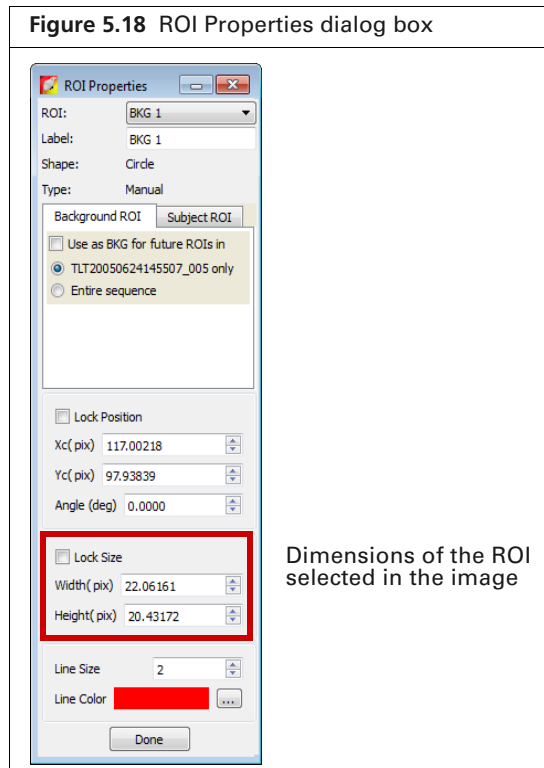 Figure 5.18 ROI Properties dialog box
ROI Properties
ROI: BKG 1
Label: BKG 1
Shape: Circle
Type: Manual
Background ROI Subject ROI
Use as BKG for future ROIs in
TLT20050624145507_005 only
Entire sequence
Lock Position
Xc( pix) 117.00218
Yc( pix) 97.93839
Angle (deg) 0.0000
Lock Size
Width( pix) 22.06161
Height( pix) 20.43172
Dimensions of the ROI
selected in the image
Line Size 2
Line Color ...
Done